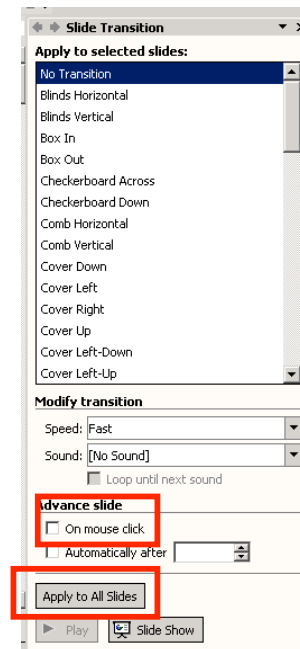 Slide Transition
Apply to selected slides:
No Transition
Blinds Horizontal
Blinds Vertical
Box In
Box Out
Checkerboard Across
Checkerboard Down
Comb Horizontal
Comb Vertical
Cover Down
Cover Left
Cover Right
Cover Up
Cover Left-Down
Cover Left-Up
Modify transition
Speed: Fast
Sound: [No Sound]
Loop until next sound
Advance slide
On mouse click
Automatically after
Apply to All Slides
Play Slide Show